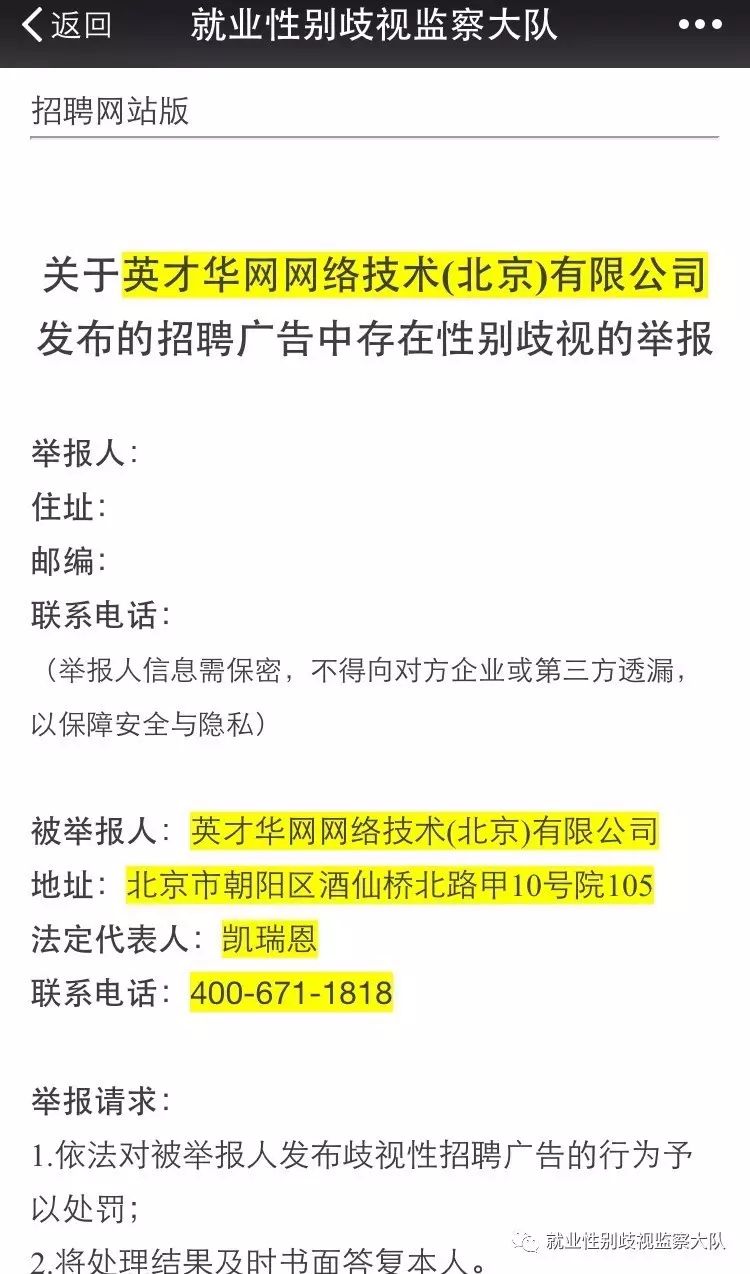 返回
就业性别歧视监察大队
招聘网站版
关于英才华网网络技术(北京)有限公司
发布的招聘广告中存在性别歧视的举报
举报人：
住址：
邮编：
联系电话：
（举报人信息需保密，不得向对方企业或第三方透漏，
以保障安全与隐私）
被举报人：英才华网网络技术(北京)有限公司
地址：北京市朝阳区酒仙桥北路甲10号院105
法定代表人：凯瑞恩
联系电话：400-671-1818
举报请求：
1.依法对被举报人发布歧视性招聘广告的行为予
以处罚；
2.将处理结果及时书面答复本人。
就业性别歧视监察大队